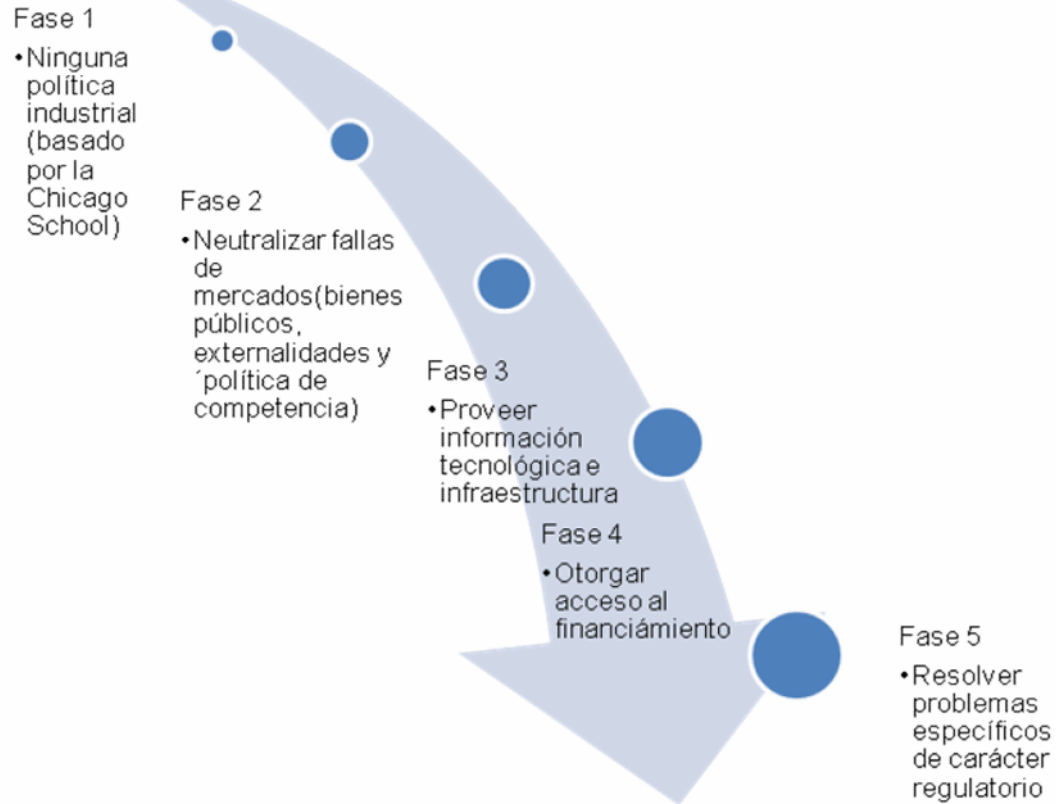 Fase 1
•Ninguna
política
industrial
(basado
por la
Chicago
School)
Fase 2
•Neutralizar fallas
de
mercados(bienes
públicos,
externalidades y
´política de
competencia)
Fase 3
•Proveer
información
tecnológica e
infraestructura
Fase 4
•Otorgar
acceso al
financiámiento
Fase 5
•Resolver
problemas
específicos
de carácter
regulatorio